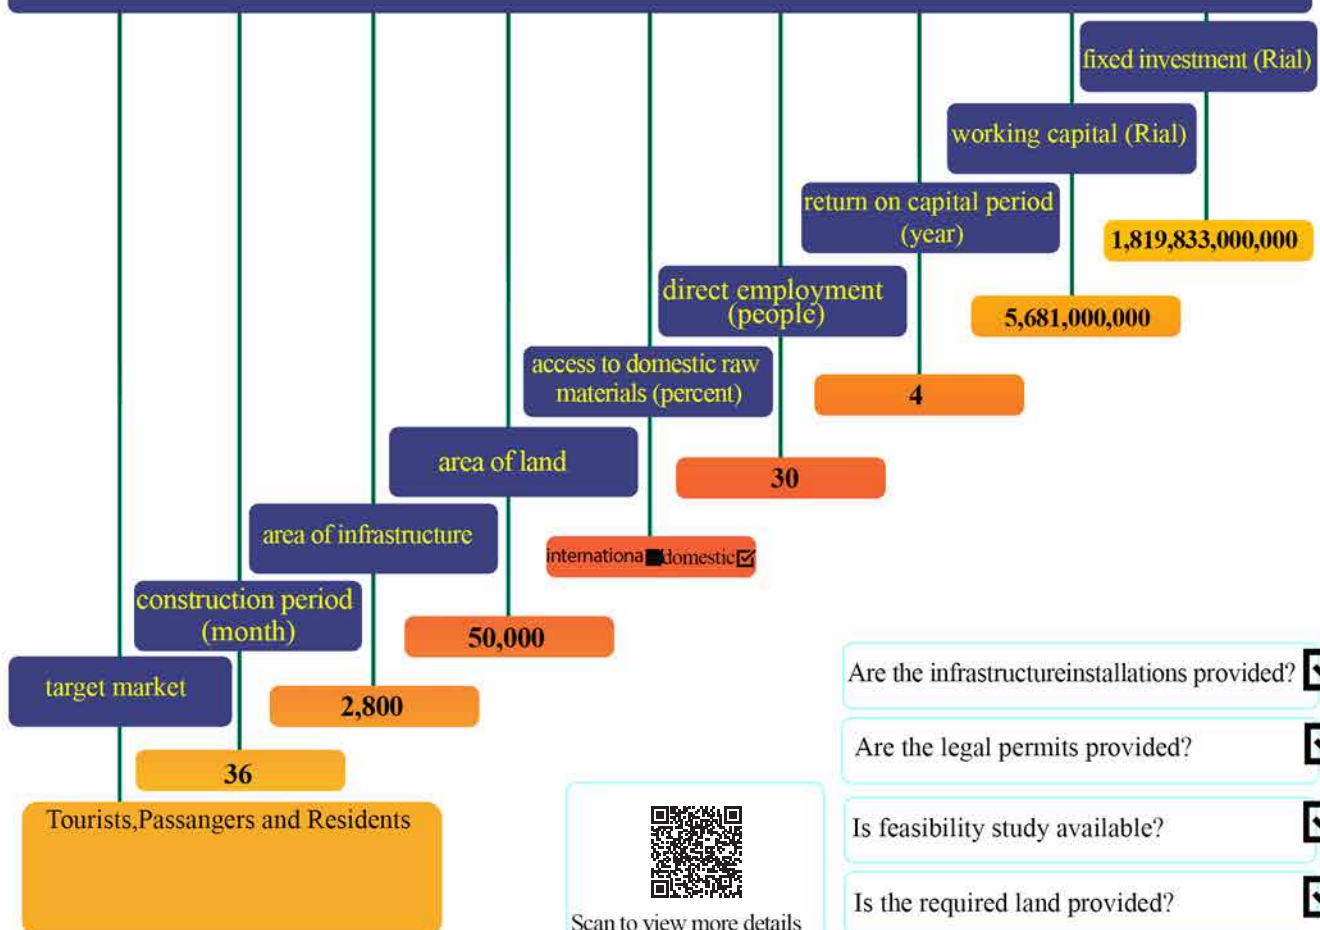 fixed investment (Rial)
1,819,833,000,000
working capital (Rial)
5,681,000,000
return on capital period
(year)
4
direct employment
(people)
30
access to domestic raw
materials (percent)
internationa domestic
area of land
50,000
area of infrastructure
2,800
construction period
(month)
36
target market
Tourists,Passangers and Residents
Are the infrastructureinstallations provided?
Are the legal permits provided?
Is feasibility study available?
Is the required land provided?
Scan to view more details